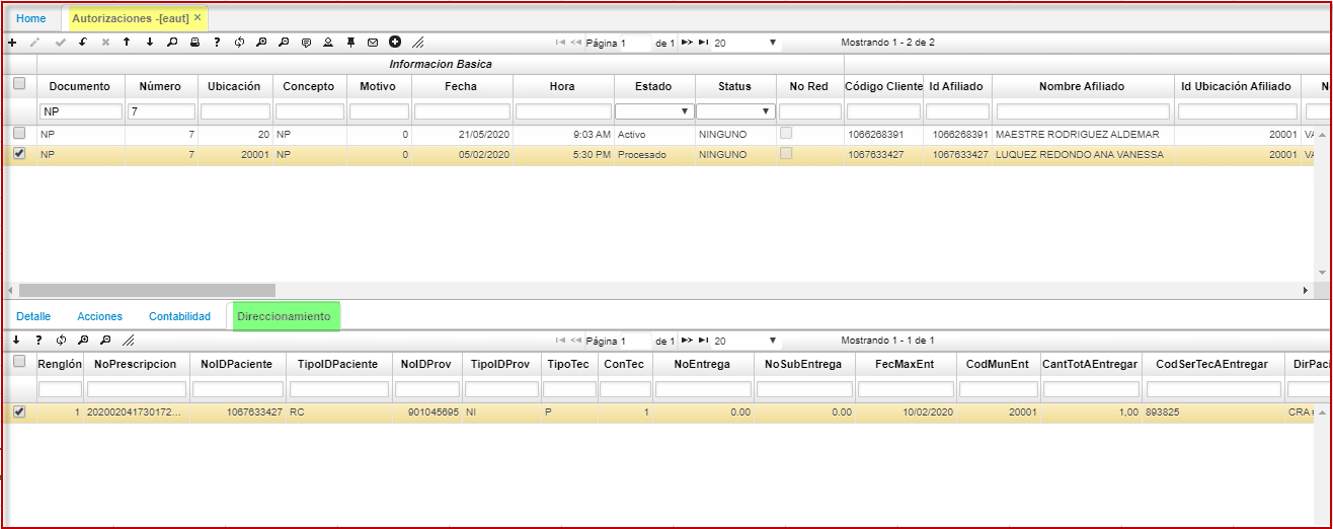 Home Autorizaciones -[eaut] ×
Página 1 de 1 20 Mostrando 1 - 2 de 2
Informacion Basica
Documento Número Ubicación Concepto Motivo Fecha Hora Estado Status No Red Código Cliente Id Afiliado Nombre Afiliado Id Ubicación Afiliado N
NP 7
NP 7 20 NP 0 21/05/2020 9:03 AM Activo NINGUNO 1066268391 1066268391 MAESTRE RODRIGUEZ ALDEMAR 20001 VA
NP 7 20001 NP 0 05/02/2020 5:30 PM Procesado NINGUNO 1067633427 1067633427 LUQUEZ REDONDO ANA VANESSA 20001 VA
Detalle Acciones Contabilidad Direccionamiento
Página 1 de 1 20 Mostrando 1 - 1 de 1
Renglón NoPrescripcion NoIDPaciente TipoIDPaciente NoIDProv TipoIDProv TipoTec ConTec NoEntrega NoSubEntrega FecMaxEnt CodMunEnt CantTotAEntregar CodSerTecAEntregar DirPaci
1 202002041730172... 1067633427 RC 901045695 NI P 1 0.00 0.00 10/02/2020 20001 1,00 893825 CRA